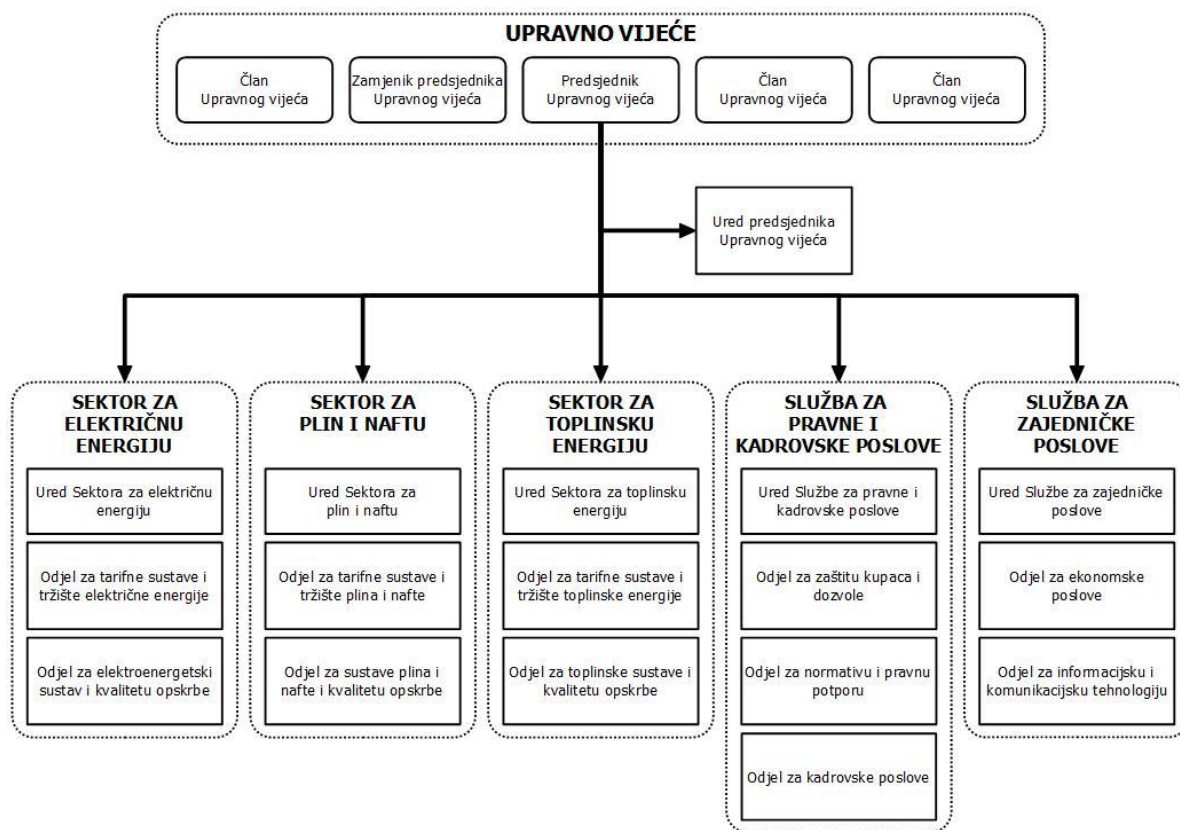 UPRAVNO VIJEĆE
Član
Upravnog vijeća
Zamjenik predsjednika
Upravnog vijeća
Predsjednik
Upravnog vijeća
Član
Upravnog vijeća
Član
Upravnog vijeća
Ured predsjednika
Upravnog vijeća
SEKTOR ZA
ELEKTRIČNU
ENERGIJU
Ured Sektora za električnu
energiju
Odjel za tarifne sustave i
tržište električne energije
Odjel za elektroenergetski
sustav i kvalitetu opskrbe
SEKTOR ZA
PLIN I NAFTU
Ured Sektora za
plin i naftu
Odjel za tarifne sustave i
tržište plina i nafte
Odjel za sustave plina i
nafte i kvalitetu opskrbe
SEKTOR ZA
TOPLINSKU
ENERGIJU
Ured Sektora za toplinsku
energiju
Odjel za tarifne sustave i
tržište toplinske energije
Odjel za toplinske sustave i
kvalitetu opskrbe
SLUŽBA ZA
PRAVNE I
KADROVSKE POSLOVE
Ured Službe za pravne i
kadrovske poslove
Odjel za zaštitu kupaca i
dozvole
Odjel za normativu i pravnu
potporu
Odjel za kadrovske poslove
SLUŽBA ZA
ZAJEDNIČKE
POSLOVE
Ured Službe za zajedničke
poslove
Odjel za ekonomske
poslove
Odjel za informacijsku i
komunikacijsku tehnologiju